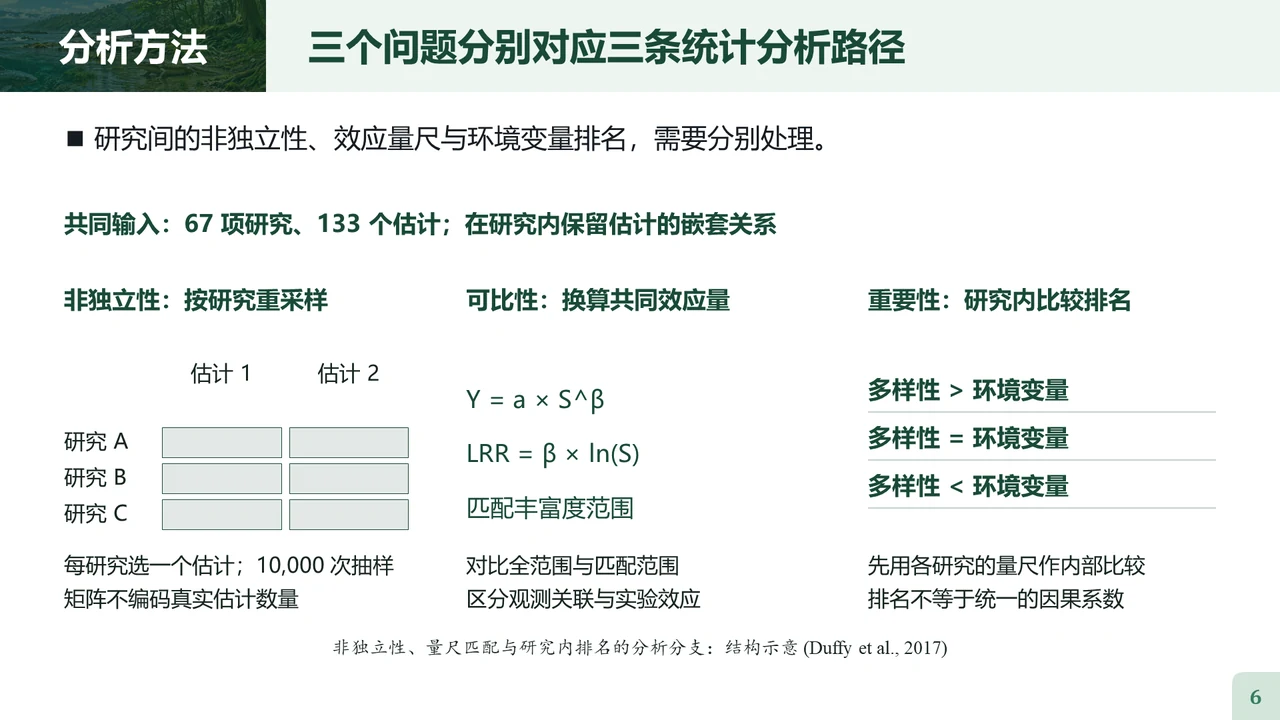 分析方法
三个问题分别对应三条统计分析路径
■ 研究间的非独立性、效应量尺与环境变量排名，需要分别处理。
共同输入：67 项研究、133 个估计；在研究内保留估计的嵌套关系
非独立性：按研究重采样
估计 1
估计 2
研究 A
研究 B
研究 C
每研究选一个估计；10,000 次抽样
矩阵不编码真实估计数量
可比性：换算共同效应量
Y = a × S^β
LRR = β × ln(S)
匹配丰富度范围
对比全范围与匹配范围
区分观测关联与实验效应
重要性：研究内比较排名
多样性 > 环境变量
多样性 = 环境变量
多样性 < 环境变量
先用各研究的量尺作内部比较
排名不等于统一的因果系数
非独立性、量尺匹配与研究内排名的分析分支：结构示意 (Duffy et al., 2017)
6